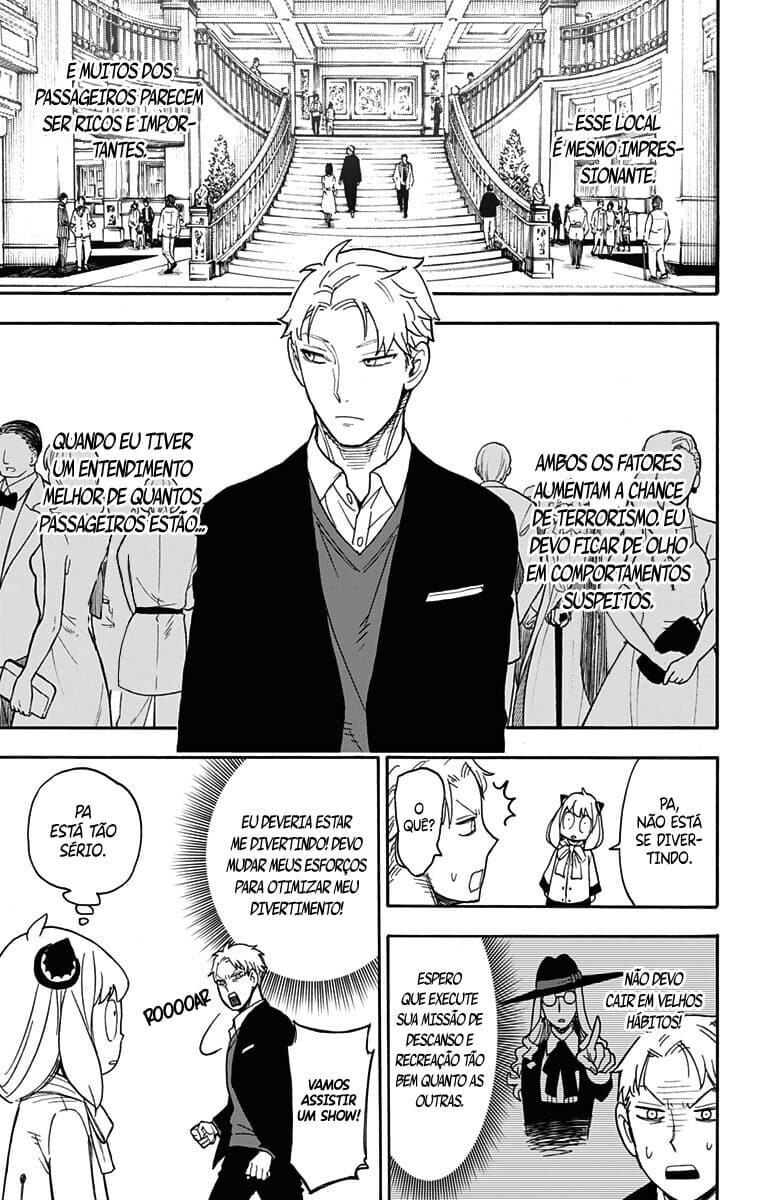 ESSE LOCAL
É MESMO IMPRES-
SIONANTE.
E MUITOS DOS
PASSAGEIROS PARECEM
SER RICOS E IMPOR-
TANTES.
AMBOS OS FATORES
AUMENTAM A CHANCE
DE TERRORISMO. EU
DEVO FICAR DE OLHO
EM COMPORTAMENTOS
SUSPEITOS.
QUANDO EU TIVER
UM ENTENDIMENTO
MELHOR DE QUANTOS
PASSAGEIROS ESTÃO...
PA,
NÃO ESTÁ
SE DIVER-
TINDO.
O
QUÊ?
NÃO DEVO
CAIR EM VELHOS
HÁBITOS!
ESPERO
QUE EXECUTE
SUA MISSÃO DE
DESCANSO E
RECREAÇÃO TÃO
BEM QUANTO AS
OUTRAS.
EU DEVERIA ESTAR
ME DIVERTINDO! DEVO
MUDAR MEUS ESFORÇOS
PARA OTIMIZAR MEU
DIVERTIMENTO!
ROOOOAR
VAMOS
ASSISTIR
UM SHOW!
PA
ESTÁ TÃO
SÉRIO.